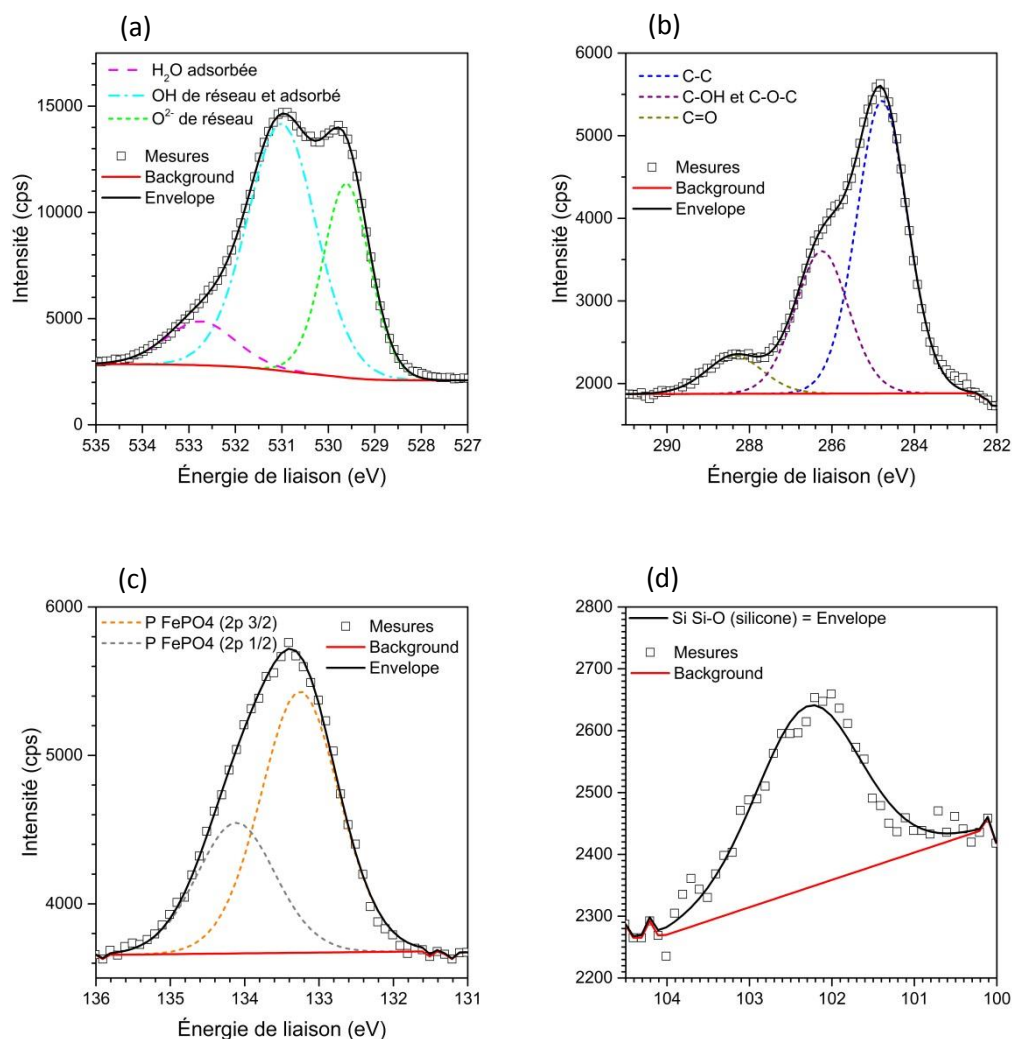 (a)
H2O adsorbée
OH de réseau et adsorbé
O2- de réseau
Mesures
Background
Envelope
Intensité (cps)
15000
10000
5000
0
535 534 533 532 531 530 529 528 527
Énergie de liaison (eV)
(b)
C-C
C-OH et C-O-C
C=O
Mesures
Background
Envelope
Intensité (cps)
6000
5000
4000
3000
2000
290 288 286 284 282
Énergie de liaison (eV)
(c)
P FePO4 (2p 3/2)
P FePO4 (2p 1/2)
Mesures
Background
Envelope
Intensité (cps)
6000
5000
4000
136 135 134 133 132 131
Énergie de liaison (eV)
(d)
Si Si-O (silicone) = Envelope
Mesures
Background
2800
2700
2600
2500
2400
2300
2200
104 103 102 101 100
Énergie de liaison (eV)